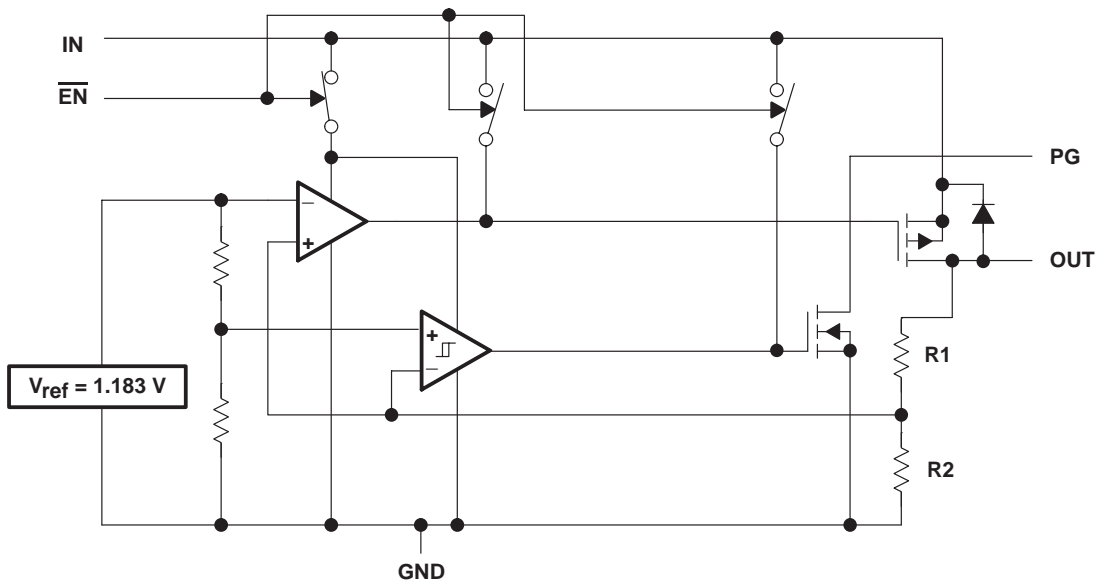 IN
EN
PG
−
+
OUT
+
−
R1
Vref = 1.183 V
R2
GND